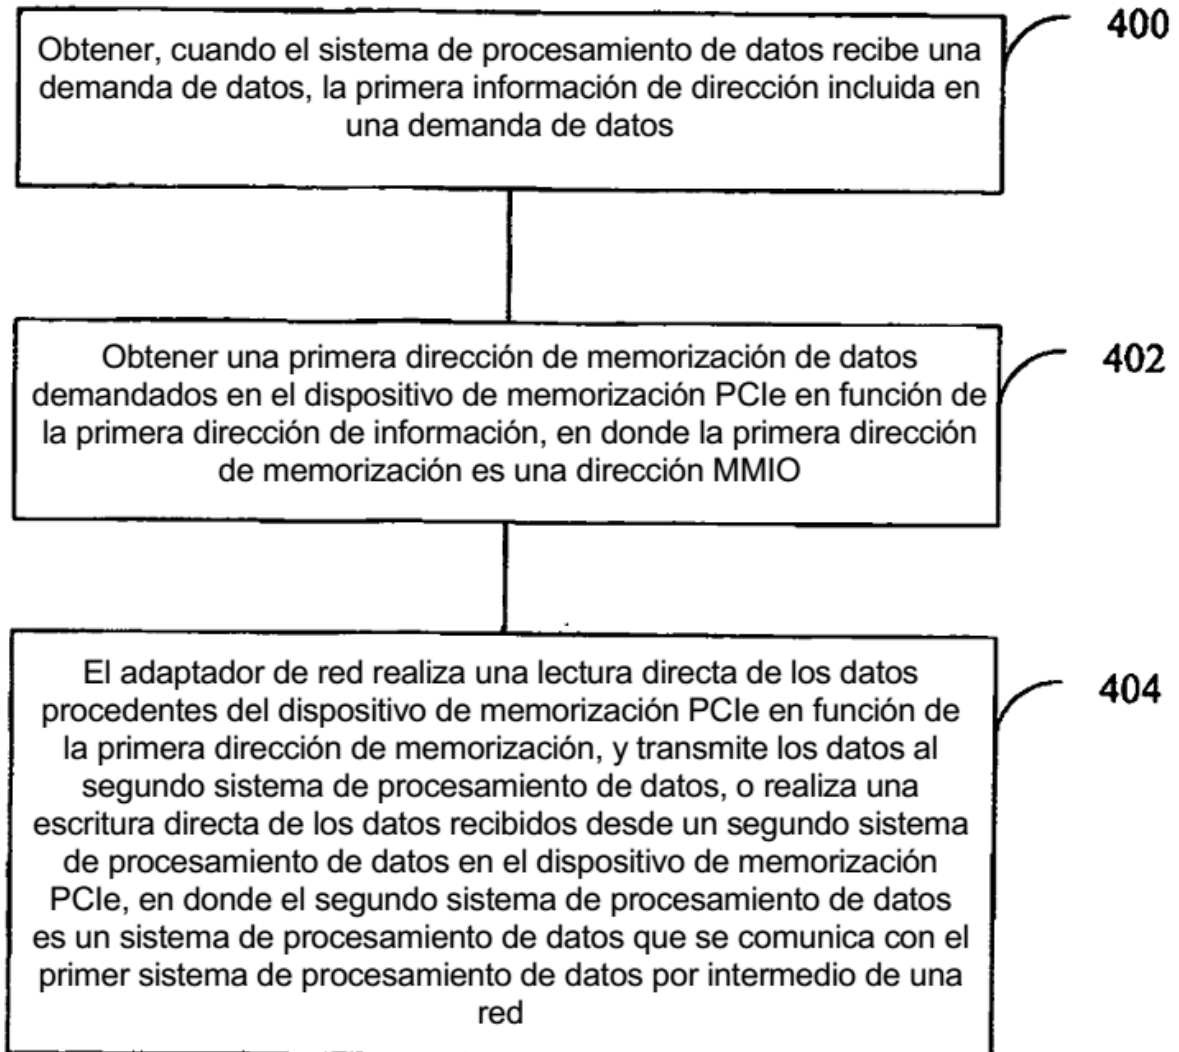 400
Obtener, cuando el sistema de procesamiento de datos recibe una
demanda de datos, la primera información de dirección incluida en
una demanda de datos
402
Obtener una primera dirección de memorización de datos
demandados en el dispositivo de memorización PCIe en función de
la primera dirección de información, en donde la primera dirección
de memorización es una dirección MMIO
404
El adaptador de red realiza una lectura directa de los datos
procedentes del dispositivo de memorización PCIe en función de
la primera dirección de memorización, y transmite los datos al
segundo sistema de procesamiento de datos, o realiza una
escritura directa de los datos recibidos desde un segundo sistema
de procesamiento de datos en el dispositivo de memorización
PCIe, en donde el segundo sistema de procesamiento de datos
es un sistema de procesamiento de datos que se comunica con el
primer sistema de procesamiento de datos por intermedio de una
red